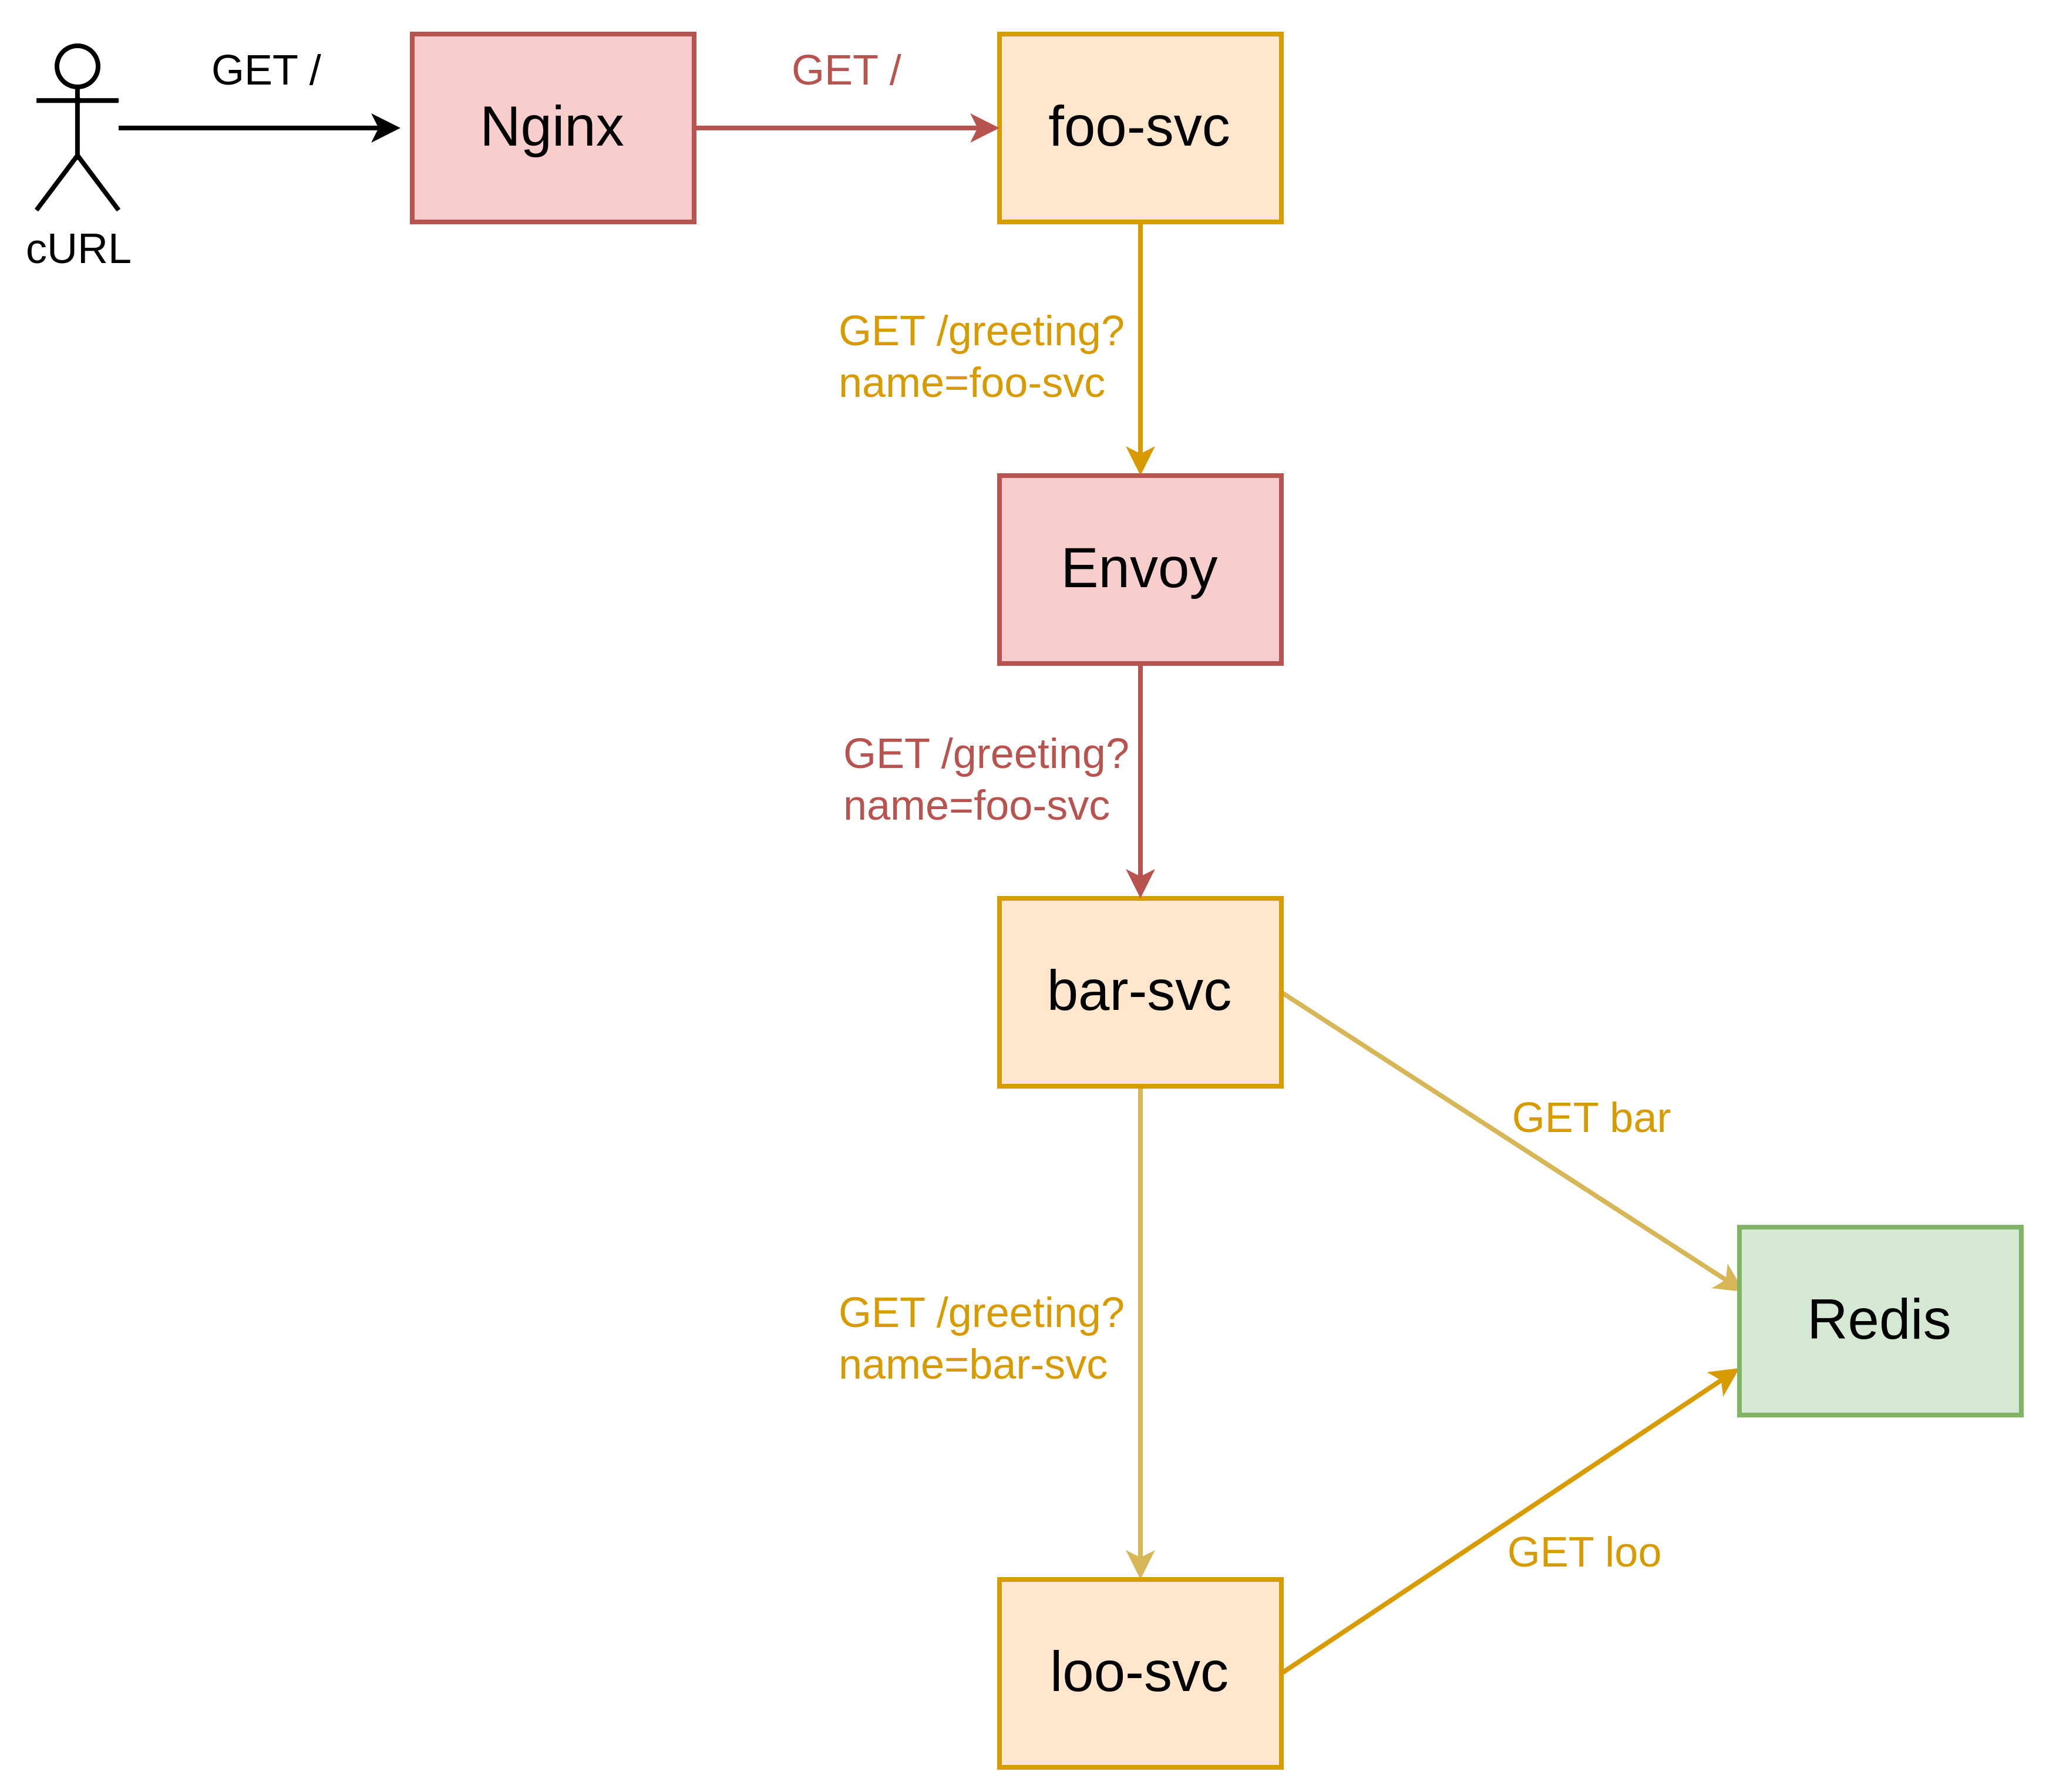 GET /
Nginx
GET /
foo-svc
cURL
GET /greeting?
name=foo-svc
Envoy
GET /greeting?
name=foo-svc
bar-svc
GET bar
GET /greeting?
name=bar-svc
Redis
GET loo
loo-svc